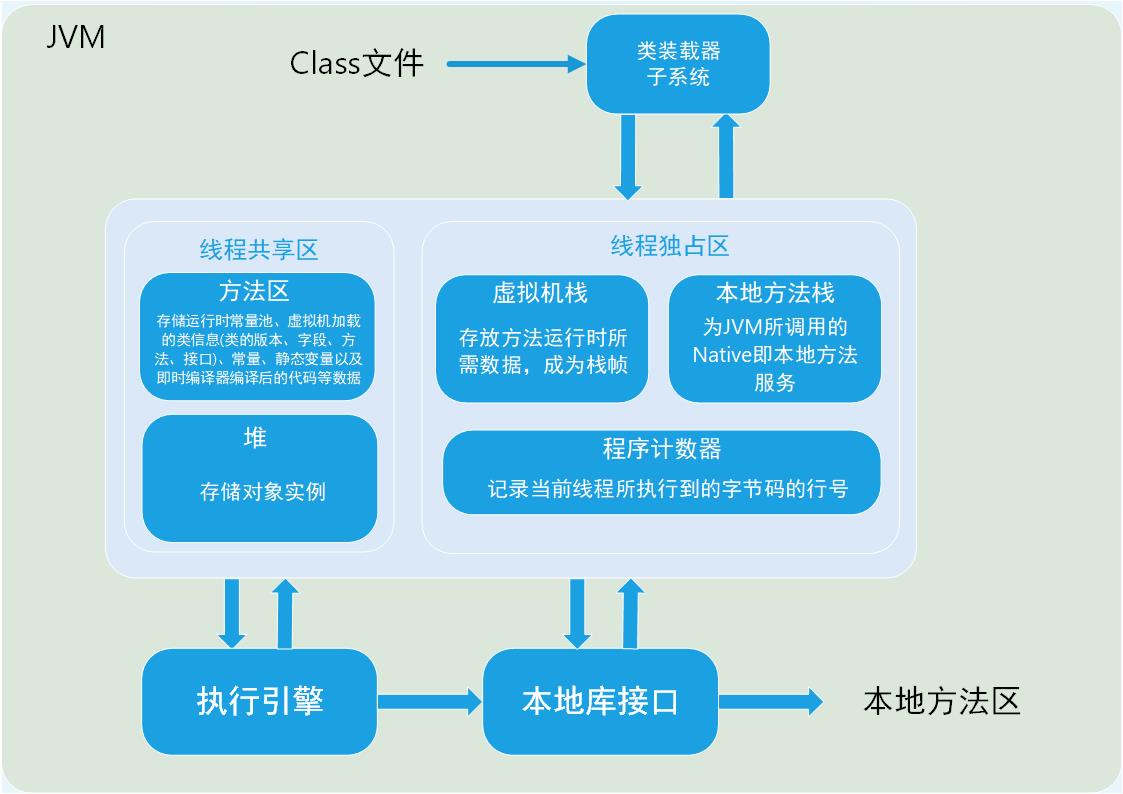 JVM
Class文件
类装载器
子系统
线程共享区
方法区
存储运行时常量池、虚拟机加载
的类信息(类的版本、字段、方
法、接口)、常量、静态变量以及
即时编译器编译后的代码等数据
堆
存储对象实例
线程独占区
虚拟机栈
存放方法运行时所
需数据，成为栈帧
本地方法栈
为JVM所调用的
Native即本地方法
服务
程序计数器
记录当前线程所执行到的字节码的行号
执行引擎
本地库接口
本地方法区